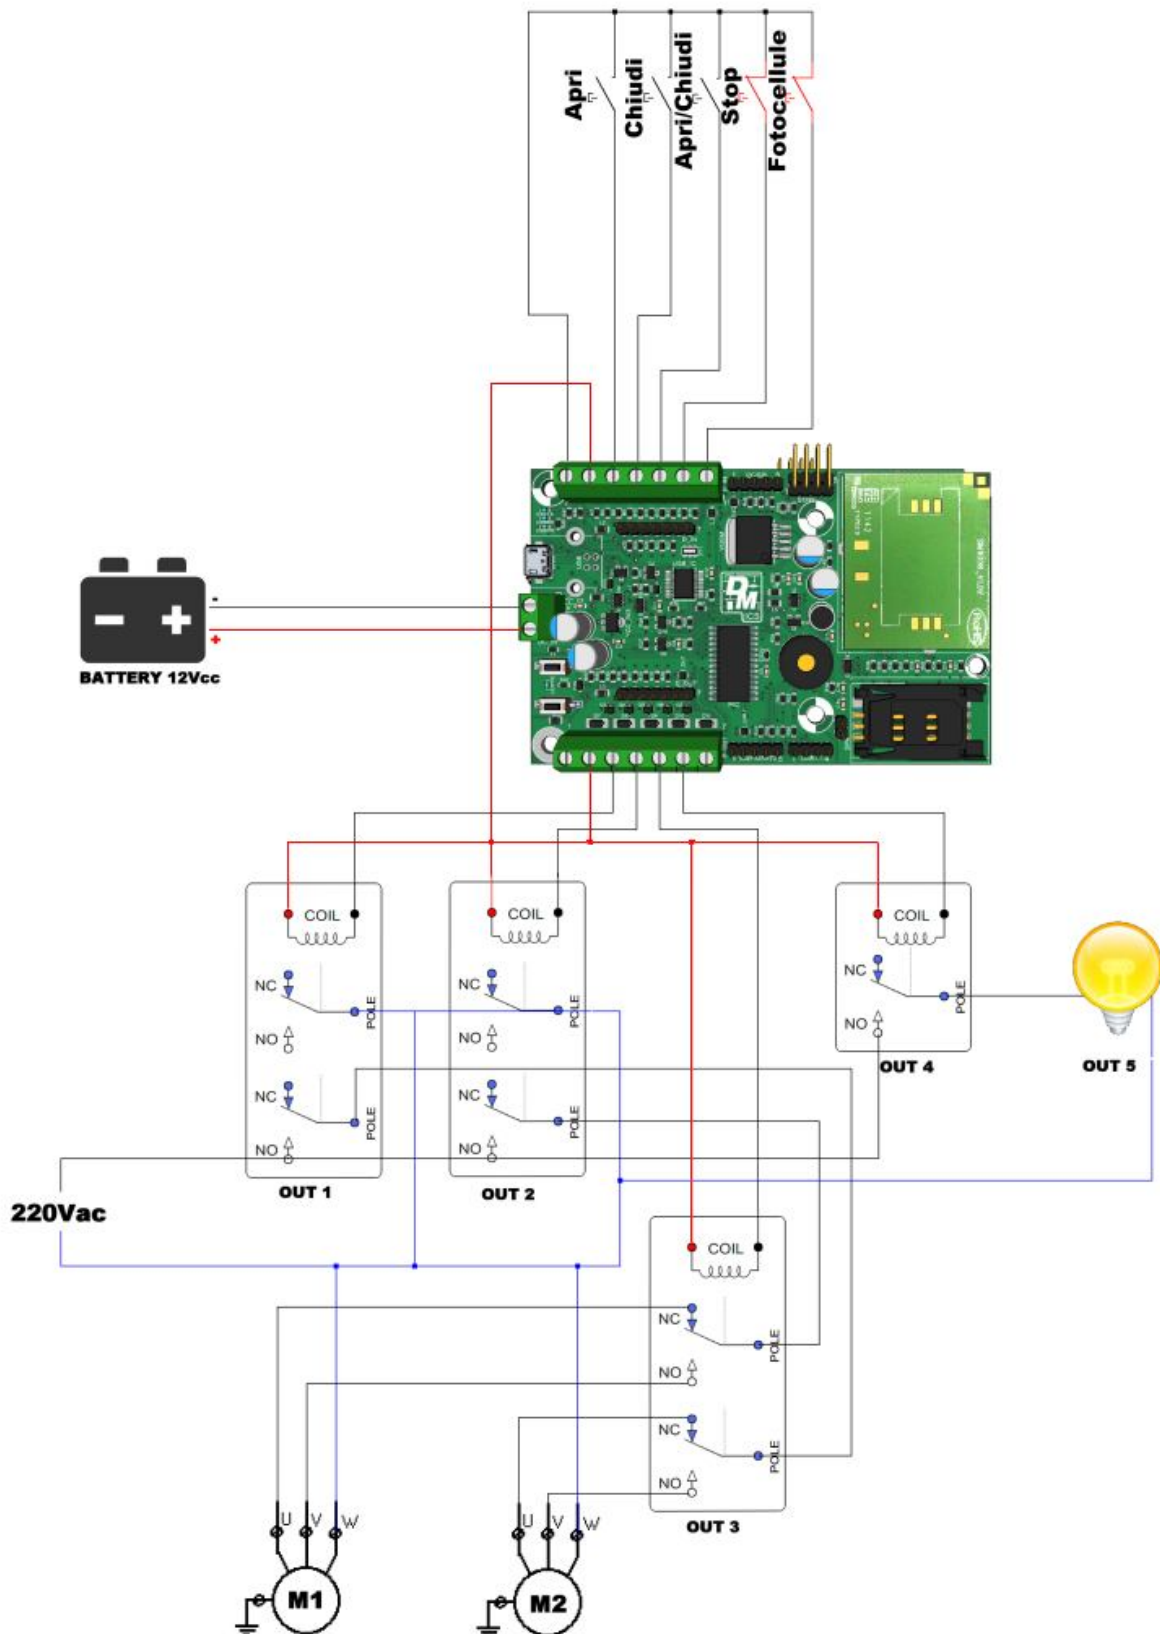 Apri
Chiudi
Apri/Chiudi
Stop
Fotocellule
DiM
-
+
BATTERY 12Vcc
COIL
NC
POLE
NO
NC
POLE
NO
OUT 1
COIL
NC
POLE
NO
NC
POLE
NO
OUT 2
COIL
NC
POLE
NO
OUT 4
OUT 5
220Vac
COIL
NC
POLE
NO
NC
POLE
NO
OUT 3
U V W
M1
U V W
M2